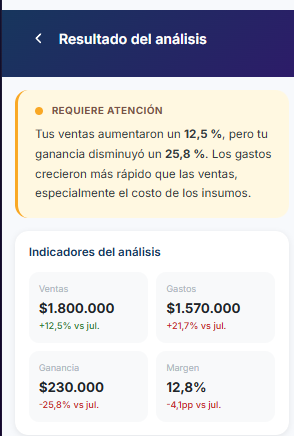 Resultado del análisis
REQUIERE ATENCIÓN
Tus ventas aumentaron un 12,5 %, pero tu
ganancia disminuyó un 25,8 %. Los gastos
crecieron más rápido que las ventas,
especialmente el costo de los insumos.
Indicadores del análisis
Ventas
$1.800.000
+12,5% vs jul.
Gastos
$1.570.000
+21,7% vs jul.
Ganancia
$230.000
-25,8% vs jul.
Margen
12,8%
-4,1pp vs jul.